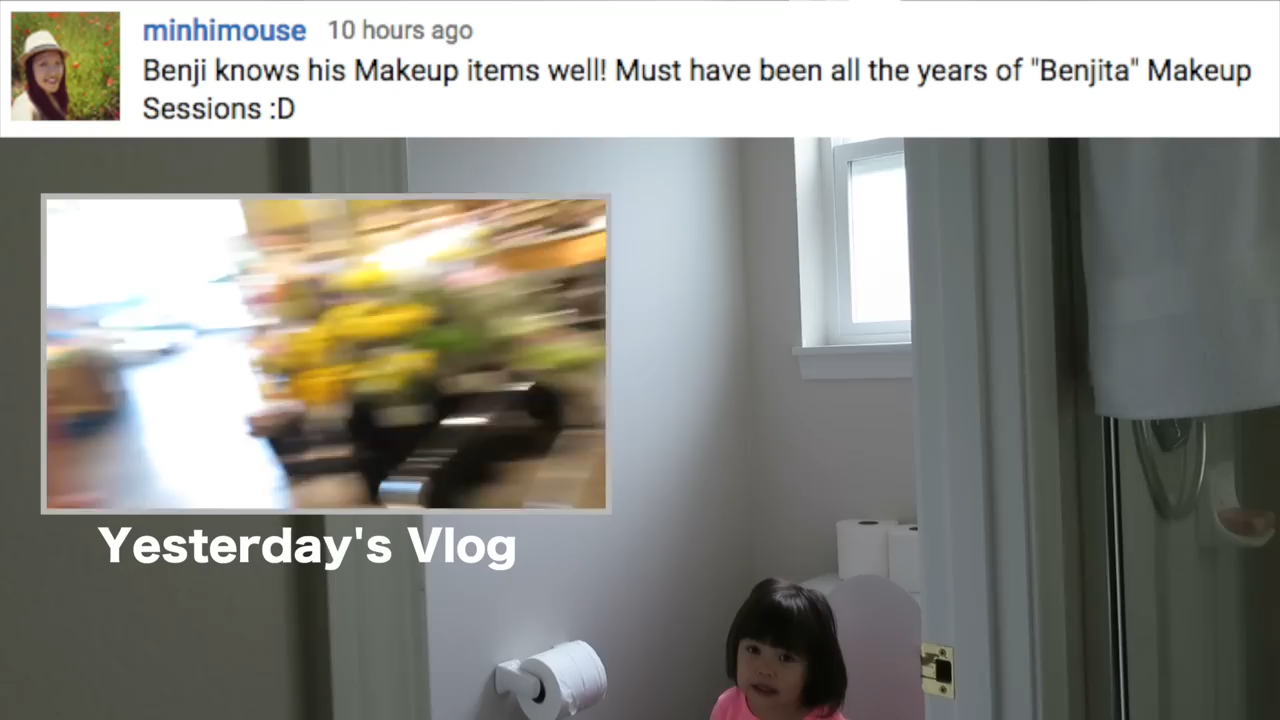 minhimouse 10 hours ago
Benji knows his Makeup items well! Must have been all the years of "Benjita" Makeup
Sessions :D
Yesterday's Vlog